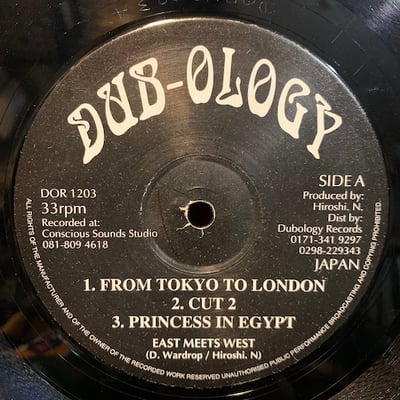 DUB-OLOGY
DOR 1203
33rpm
Recorded at:
Conscious Sounds Studio
081-809 4618
SIDE A
Produced by:
Hiroshi. N.
Dist by:
Dubology Records
0171-341 9297
0298-229343
JAPAN
1. FROM TOKYO TO LONDON
2. CUT 2
3. PRINCESS IN EGYPT
EAST MEETS WEST
(D. Wardrop / Hiroshi. N)
ALL RIGHTS OF THE MANUFACTURER AND OF THE OWNER OF THE RECORDED WORK RESERVED UNAUTHORISED PUBLIC PERFORMANCE BROADCASTING AND COPYING PROHIBITED.